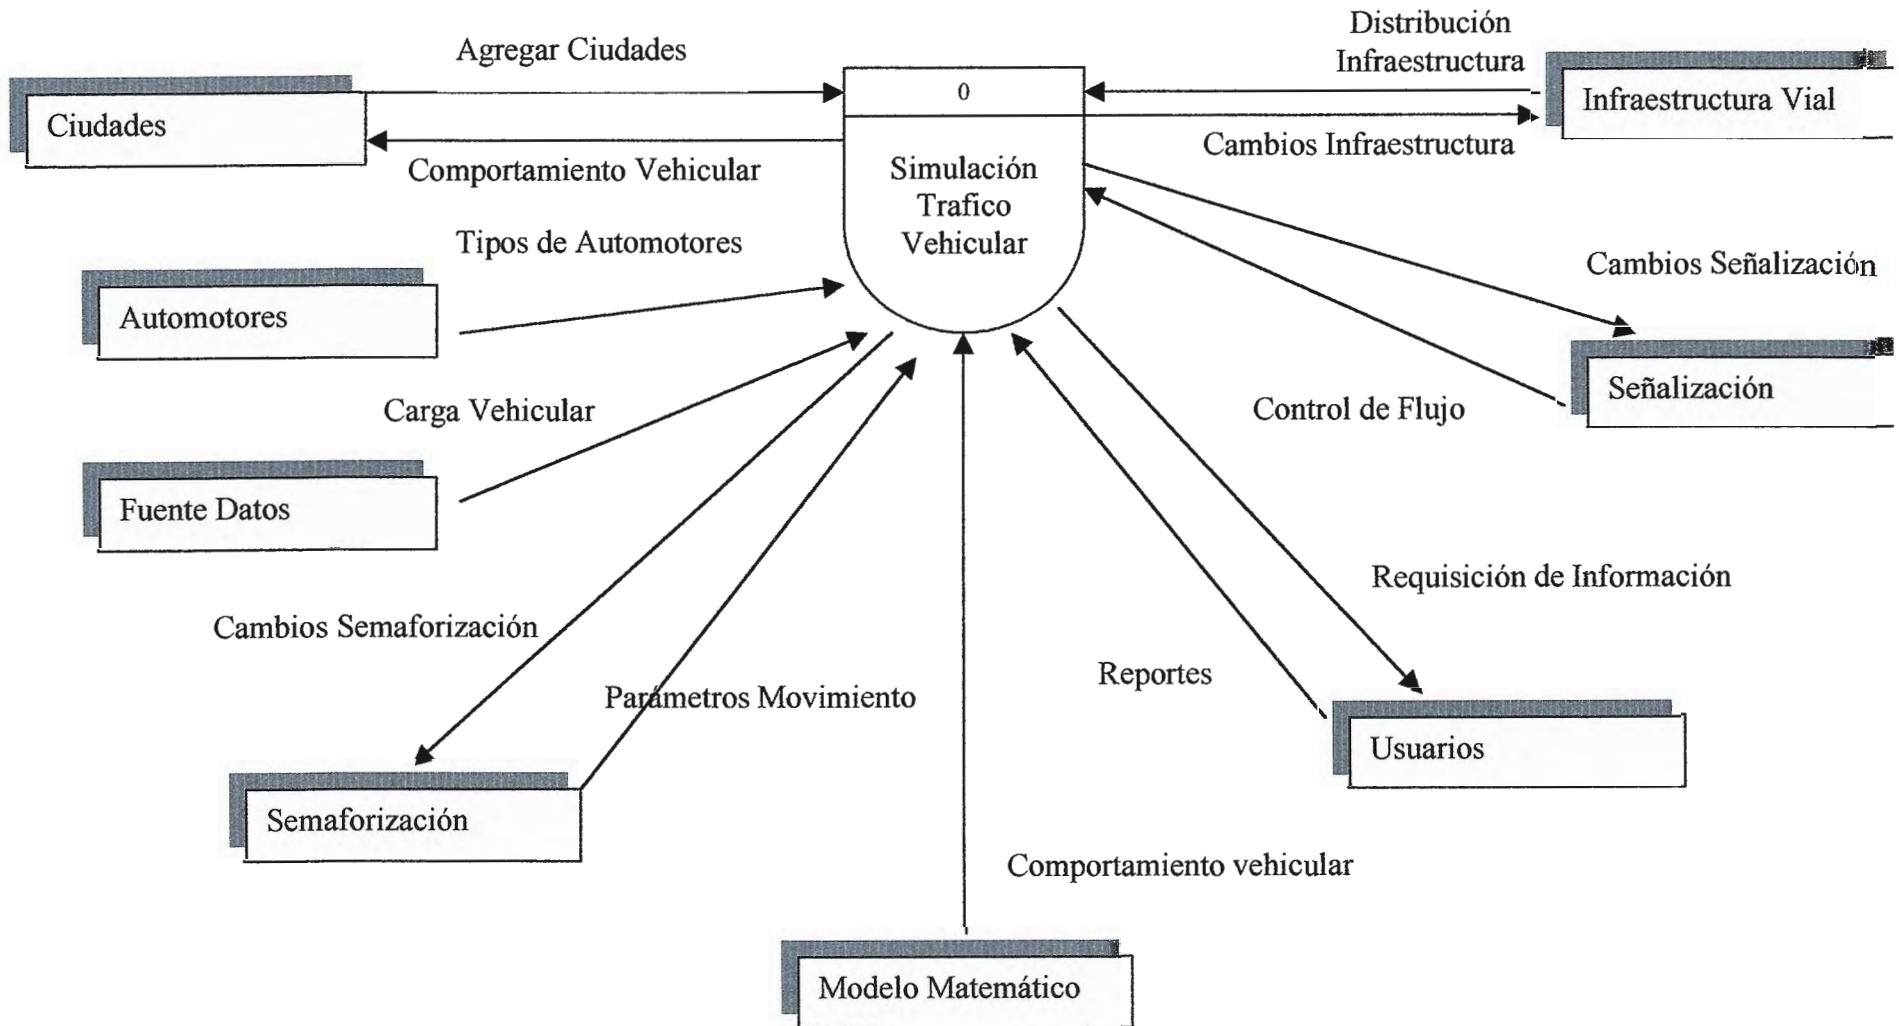 Agregar Ciudades
Distribución
Infraestructura
Ciudades
0
Infraestructura Vial
Comportamiento Vehicular
Simulación
Trafico
Vehicular
Cambios Infraestructura
Tipos de Automotores
Cambios Señalización
Automotores
Señalización
Carga Vehicular
Control de Flujo
Fuente Datos
Requisición de Información
Cambios Semaforización
Parámetros Movimiento
Reportes
Usuarios
Semaforización
Comportamiento vehicular
Modelo Matemático